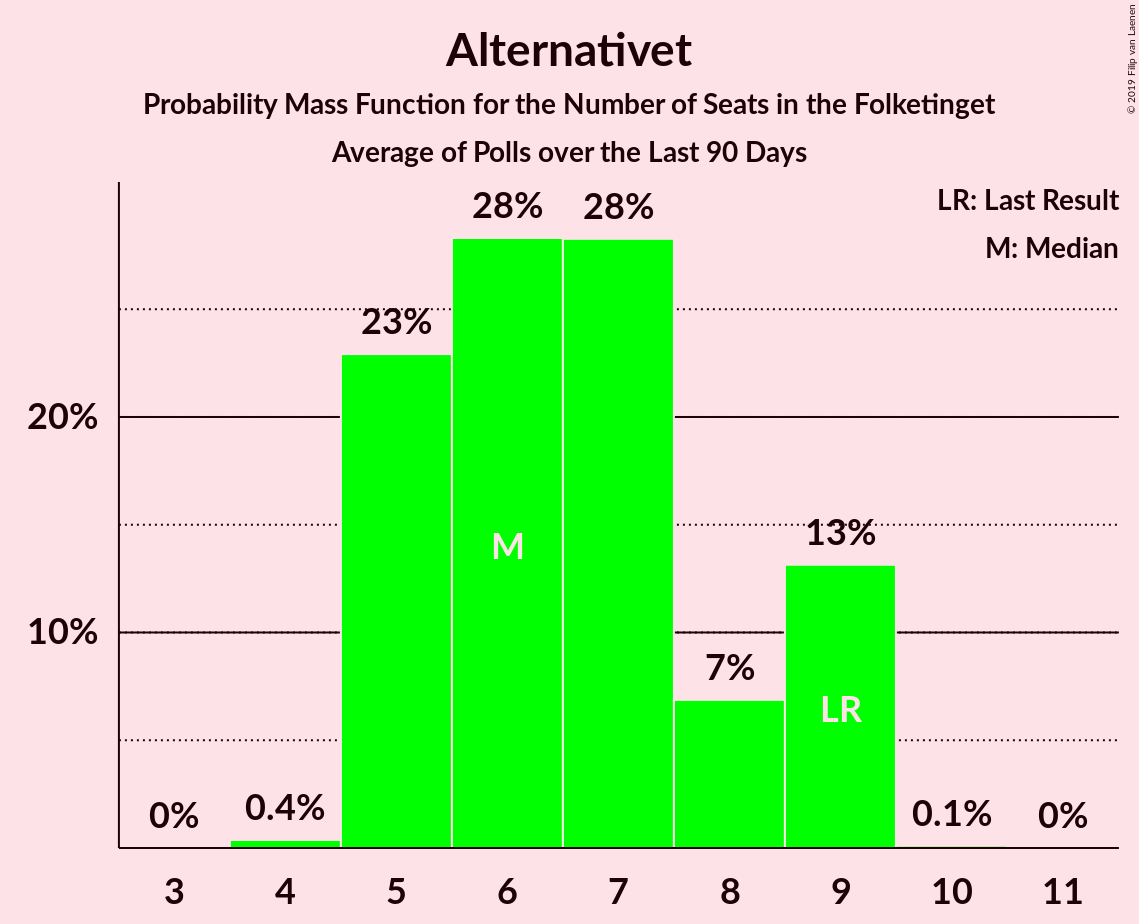 Alternativet
Probability Mass Function for the Number of Seats in the Folketinget
Average of Polls over the Last 90 Days
© 2019 Filip van Laenen
LR: Last Result
M: Median
28%
28%
23%
20%
13%
M
10%
7%
LR
0%
0.4%
0.1%
0%
3 4 5 6 7 8 9 10 11